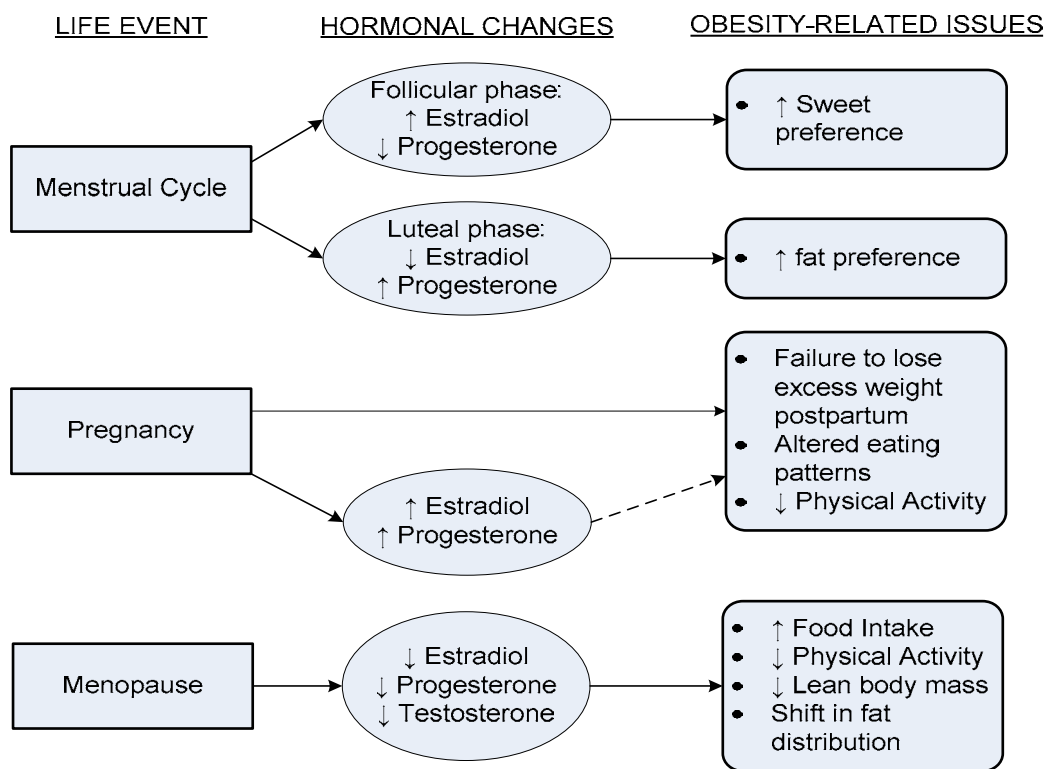 LIFE EVENT
HORMONAL CHANGES
OBESITY-RELATED ISSUES
Menstrual Cycle
Follicular phase:
↑ Estradiol
↓ Progesterone
• ↑ Sweet
preference
Luteal phase:
↓ Estradiol
↑ Progesterone
• ↑ fat preference
Pregnancy
↑ Estradiol
↑ Progesterone
• Failure to lose
excess weight
postpartum
• Altered eating
patterns
• ↓ Physical Activity
Menopause
↓ Estradiol
↓ Progesterone
↓ Testosterone
• ↑ Food Intake
• ↓ Physical Activity
• ↓ Lean body mass
• Shift in fat
distribution